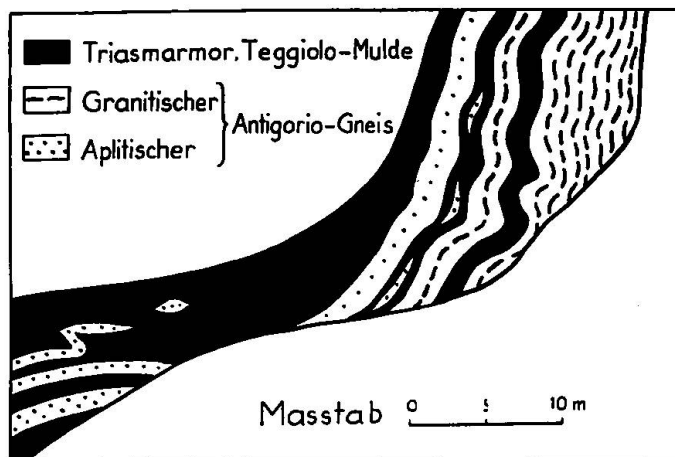 Triasmarmor. Teggiolo-Mulde
Granitischer
Antigorio-Gneis
Aplitischer
Masstab 0 5 10 m